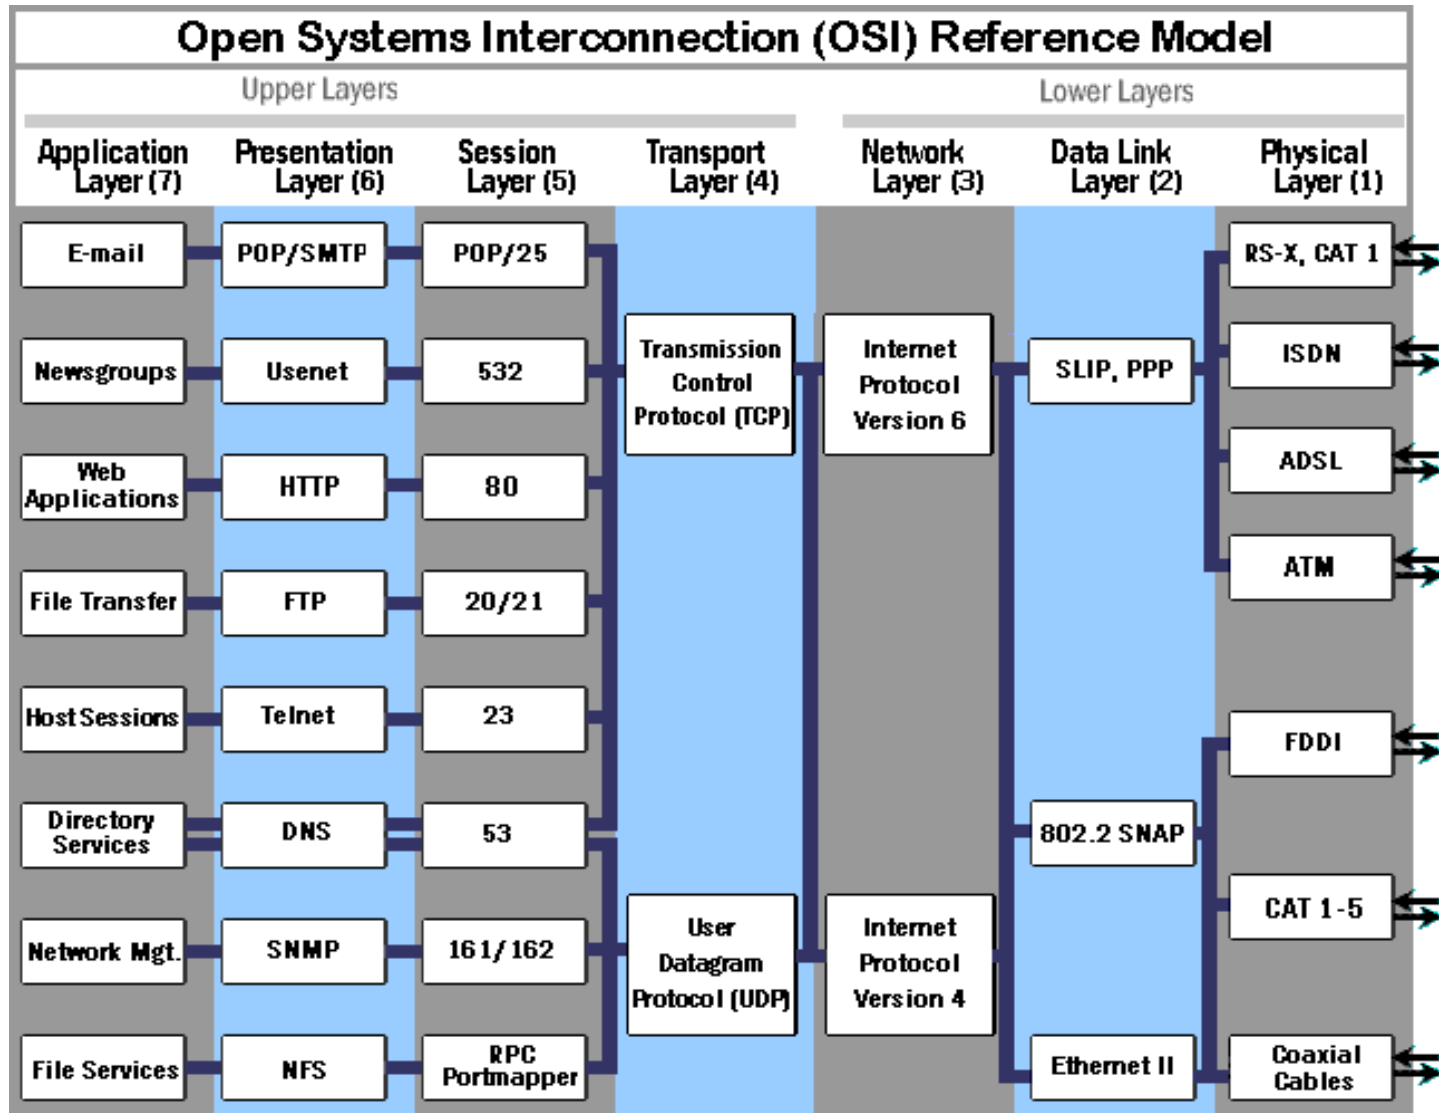 Open Systems Interconnection (OSI) Reference Model
Upper Layers
Lower Layers
Application
Layer (7)
Presentation
Layer (6)
Session
Layer (5)
Transport
Layer (4)
Network
Layer (3)
Data Link
Layer (2)
Physical
Layer (1)
E-mail
POP/SMTP
POP/25
RS-X, CAT 1
Newsgroups
Usenet
532
Transmission
Control
Protocol (TCP)
Internet
Protocol
Version 6
SLIP, PPP
ISDN
Web
Applications
HTTP
80
ADSL
File Transfer
FTP
20/21
ATM
Host Sessions
Telnet
23
FDDI
Directory
Services
DNS
53
802.2 SNAP
Network Mgt.
SNMP
161/162
User
Datagram
Protocol (UDP)
Internet
Protocol
Version 4
CAT 1-5
File Services
NFS
RPC
Portmapper
Ethernet II
Coaxial
Cables